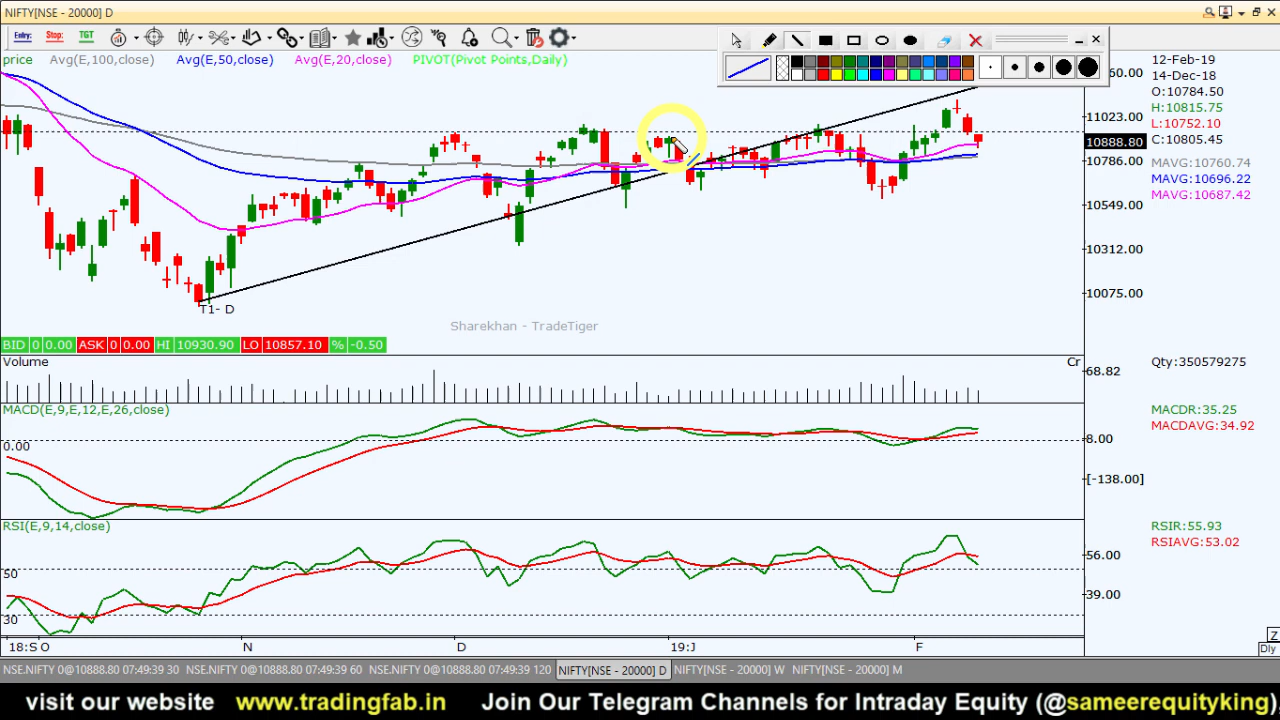 NIFTY[NSE - 20000] D
Entry:
Stop:
TGT
price
Avg(E,100,close)
Avg(E,50,close)
Avg(E,20,close)
PIVOT(Pivot Points,Daily)
60.00
11023.00
10888.80
10786.00
10549.00
10312.00
10075.00
12-Feb-19
14-Dec-18
O:10784.50
H:10815.75
L:10752.10
C:10805.45
MAVG:10760.74
MAVG:10696.22
MAVG:10687.42
T1- D
Sharekhan - TradeTiger
BID 0 0.00 ASK 0 0.00 HI 10930.90 LO 10857.10 % -0.50
Volume
Cr
68.82
Qty:350579275
MACD(E,9,E,12,E,26,close)
0.00
8.00
[-138.00]
MACDR:35.25
MACDAVG:34.92
RSI(E,9,14,close)
50
30
56.00
39.00
RSIR:55.93
RSIAVG:53.02
18:S O N D 19:J F
Z
Dly
NSE.NIFTY 0@10888.80 07:49:39 30 NSE.NIFTY 0@10888.80 07:49:39 60 NSE.NIFTY 0@10888.80 07:49:39 120 NIFTY[NSE - 20000] D NIFTY[NSE - 20000] W NIFTY[NSE - 20000] M
visit our website www.tradingfab.in Join Our Telegram Channels for Intraday Equity (@sameerequityking),